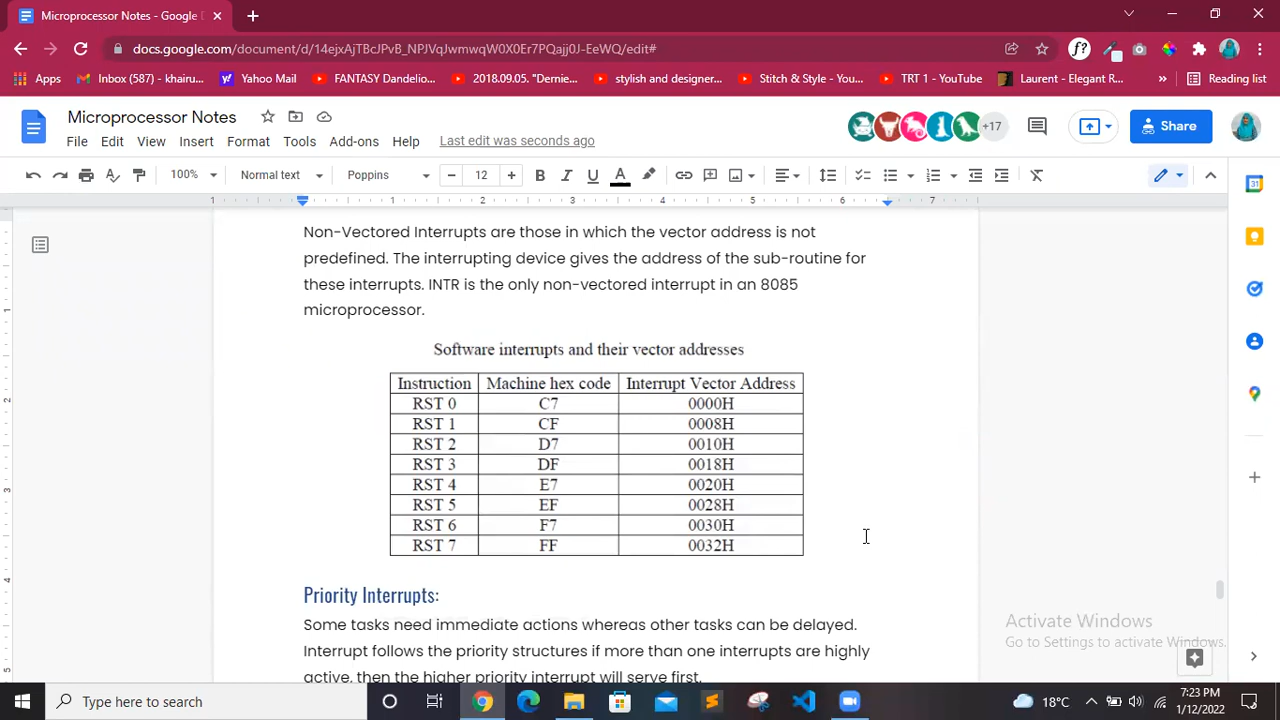 Microprocessor Notes - Google D
docs.google.com/document/d/14ejxAjTBcJPvB_NPJVqJwmwqW0X0Er7PQajj0J-EeWQ/edit#
Apps Inbox (587) - khairu... Yahoo Mail FANTASY Dandelio... 2018.09.05. "Dernie... stylish and designer... Stitch & Style - You... TRT 1 - YouTube Laurent - Elegant R... » Reading list
Microprocessor Notes
+17
Share
File Edit View Insert Format Tools Add-ons Help Last edit was seconds ago
100% Normal text Poppins 12
1 1 2 3 4 5 6 7
Non-Vectored Interrupts are those in which the vector address is not
predefined. The interrupting device gives the address of the sub-routine for
these interrupts. INTR is the only non-vectored interrupt in an 8085
microprocessor.
Software interrupts and their vector addresses
Instruction Machine hex code Interrupt Vector Address
RST 0 C7 0000H
RST 1 CF 0008H
RST 2 D7 0010H
RST 3 DF 0018H
RST 4 E7 0020H
RST 5 EF 0028H
RST 6 F7 0030H
RST 7 FF 0032H
Priority Interrupts:
Some tasks need immediate actions whereas other tasks can be delayed.
Interrupt follows the priority structures if more than one interrupts are highly
active, then the higher priority interrupt will serve first.
Activate Windows
Go to Settings to activate Windows.
Type here to search
18°C
7:23 PM
1/12/2022